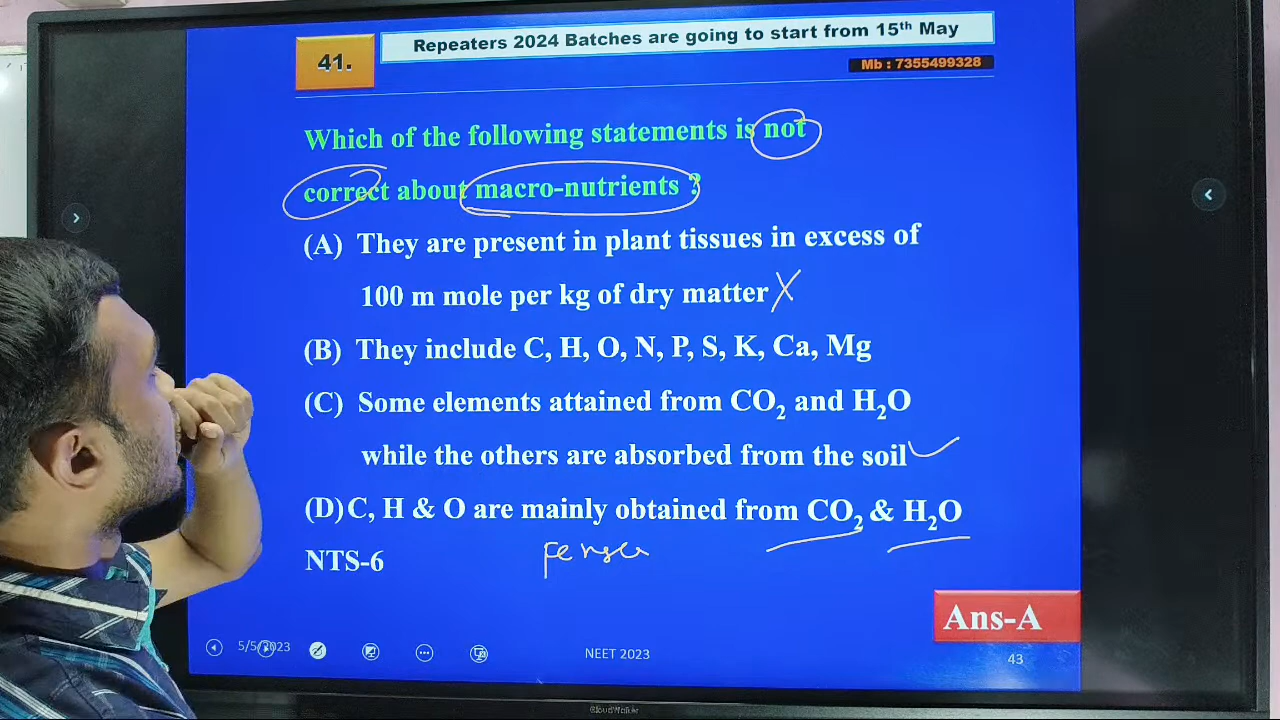 41.
Repeaters 2024 Batches are going to start from 15th May
Mb : 7355499328
Which of the following statements is not
correct about macro-nutrients ?
(A) They are present in plant tissues in excess of
100 m mole per kg of dry matter
(B) They include C, H, O, N, P, S, K, Ca, Mg
(C) Some elements attained from CO2 and H2O
while the others are absorbed from the soil
(D) C, H & O are mainly obtained from CO2 & H2O
NTS-6
Ans-A
NEET 2023
43